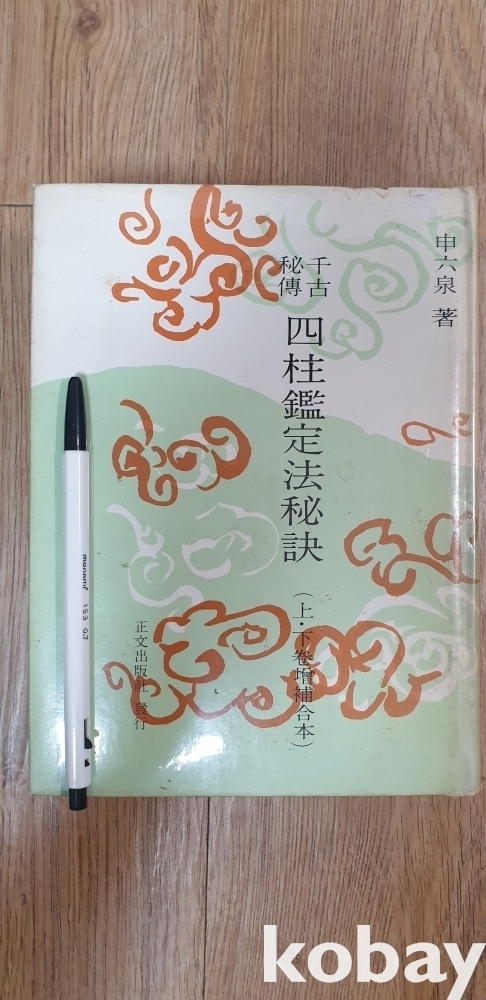 申六泉 著
千古
秘傳
四柱鑑定法秘訣
(上·下卷增補合本)
正文出版社 發行
monami 153 0.7
kobay